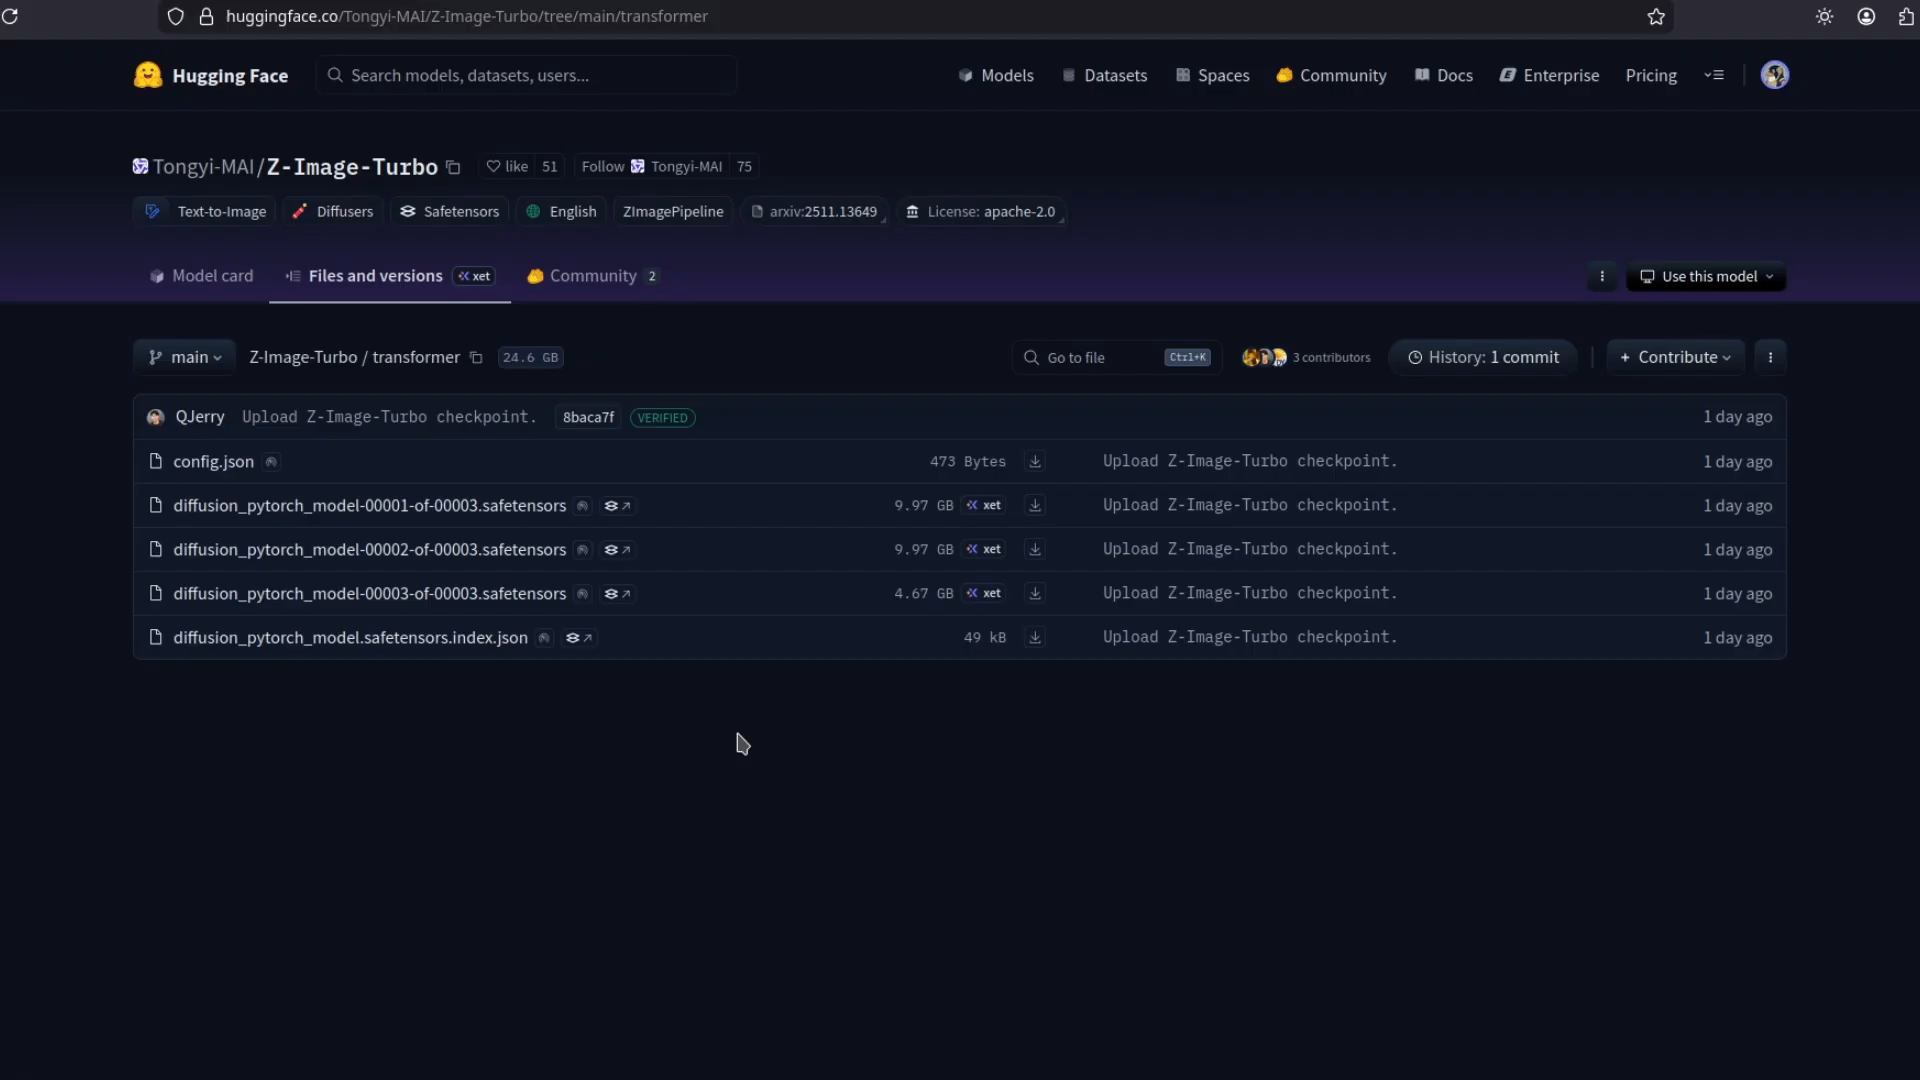 huggingface.co/Tongyi-MAI/Z-Image-Turbo/tree/main/transformer
Hugging Face Search models, datasets, users... Models Datasets Spaces Community Docs Enterprise Pricing
Tongyi-MAI/Z-Image-Turbo like 51 Follow Tongyi-MAI 75
Text-to-Image Diffusers Safetensors English ZImagePipeline arxiv:2511.13649 License: apache-2.0
Model card Files and versions xet Community 2 Use this model
main Z-Image-Turbo / transformer 24.6 GB Go to file Ctrl+K 3 contributors History: 1 commit + Contribute
QJerry Upload Z-Image-Turbo checkpoint. 8baca7f VERIFIED 1 day ago
config.json 473 Bytes Upload Z-Image-Turbo checkpoint. 1 day ago
diffusion_pytorch_model-00001-of-00003.safetensors 9.97 GB xet Upload Z-Image-Turbo checkpoint. 1 day ago
diffusion_pytorch_model-00002-of-00003.safetensors 9.97 GB xet Upload Z-Image-Turbo checkpoint. 1 day ago
diffusion_pytorch_model-00003-of-00003.safetensors 4.67 GB xet Upload Z-Image-Turbo checkpoint. 1 day ago
diffusion_pytorch_model.safetensors.index.json 49 kB Upload Z-Image-Turbo checkpoint. 1 day ago